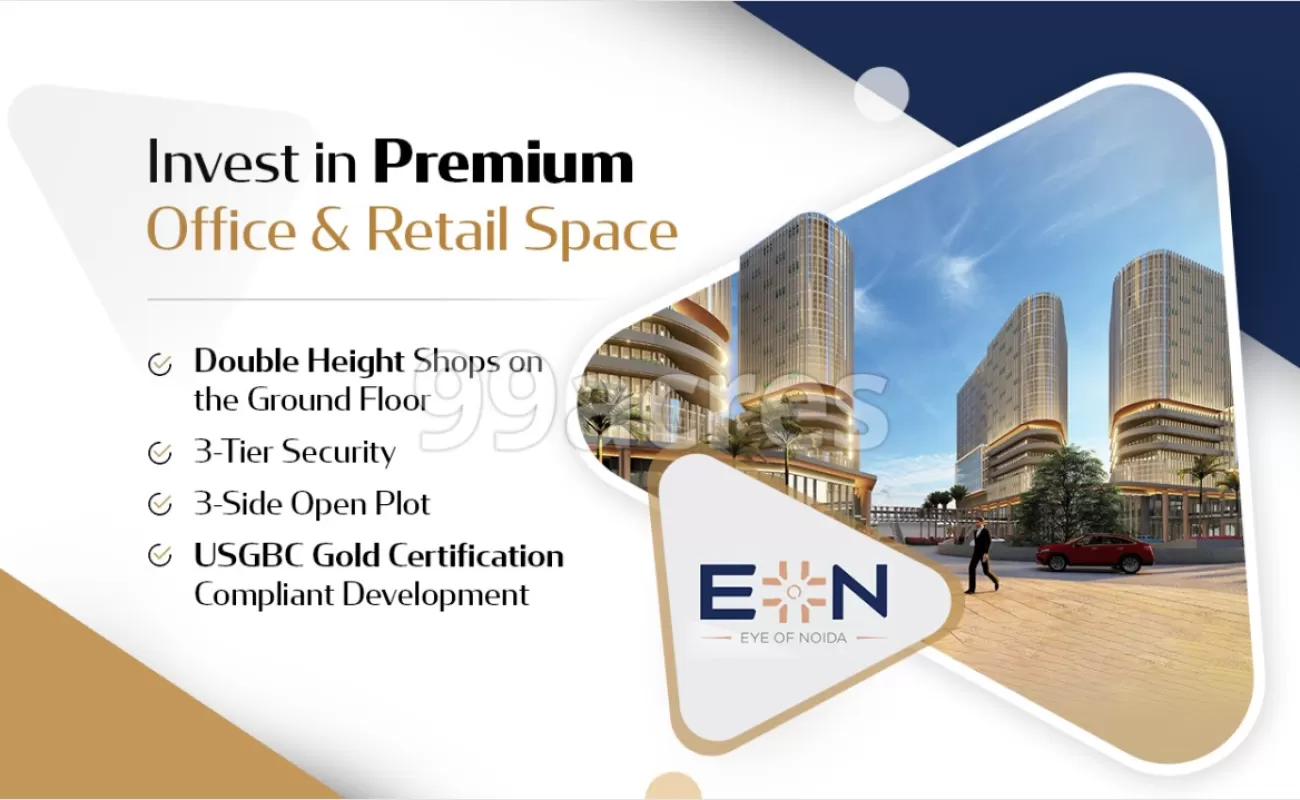 Invest in Premium
Office & Retail Space
Double Height Shops on
the Ground Floor
3-Tier Security
3-Side Open Plot
USGBC Gold Certification
Compliant Development
99acres
EON
EYE OF NOIDA